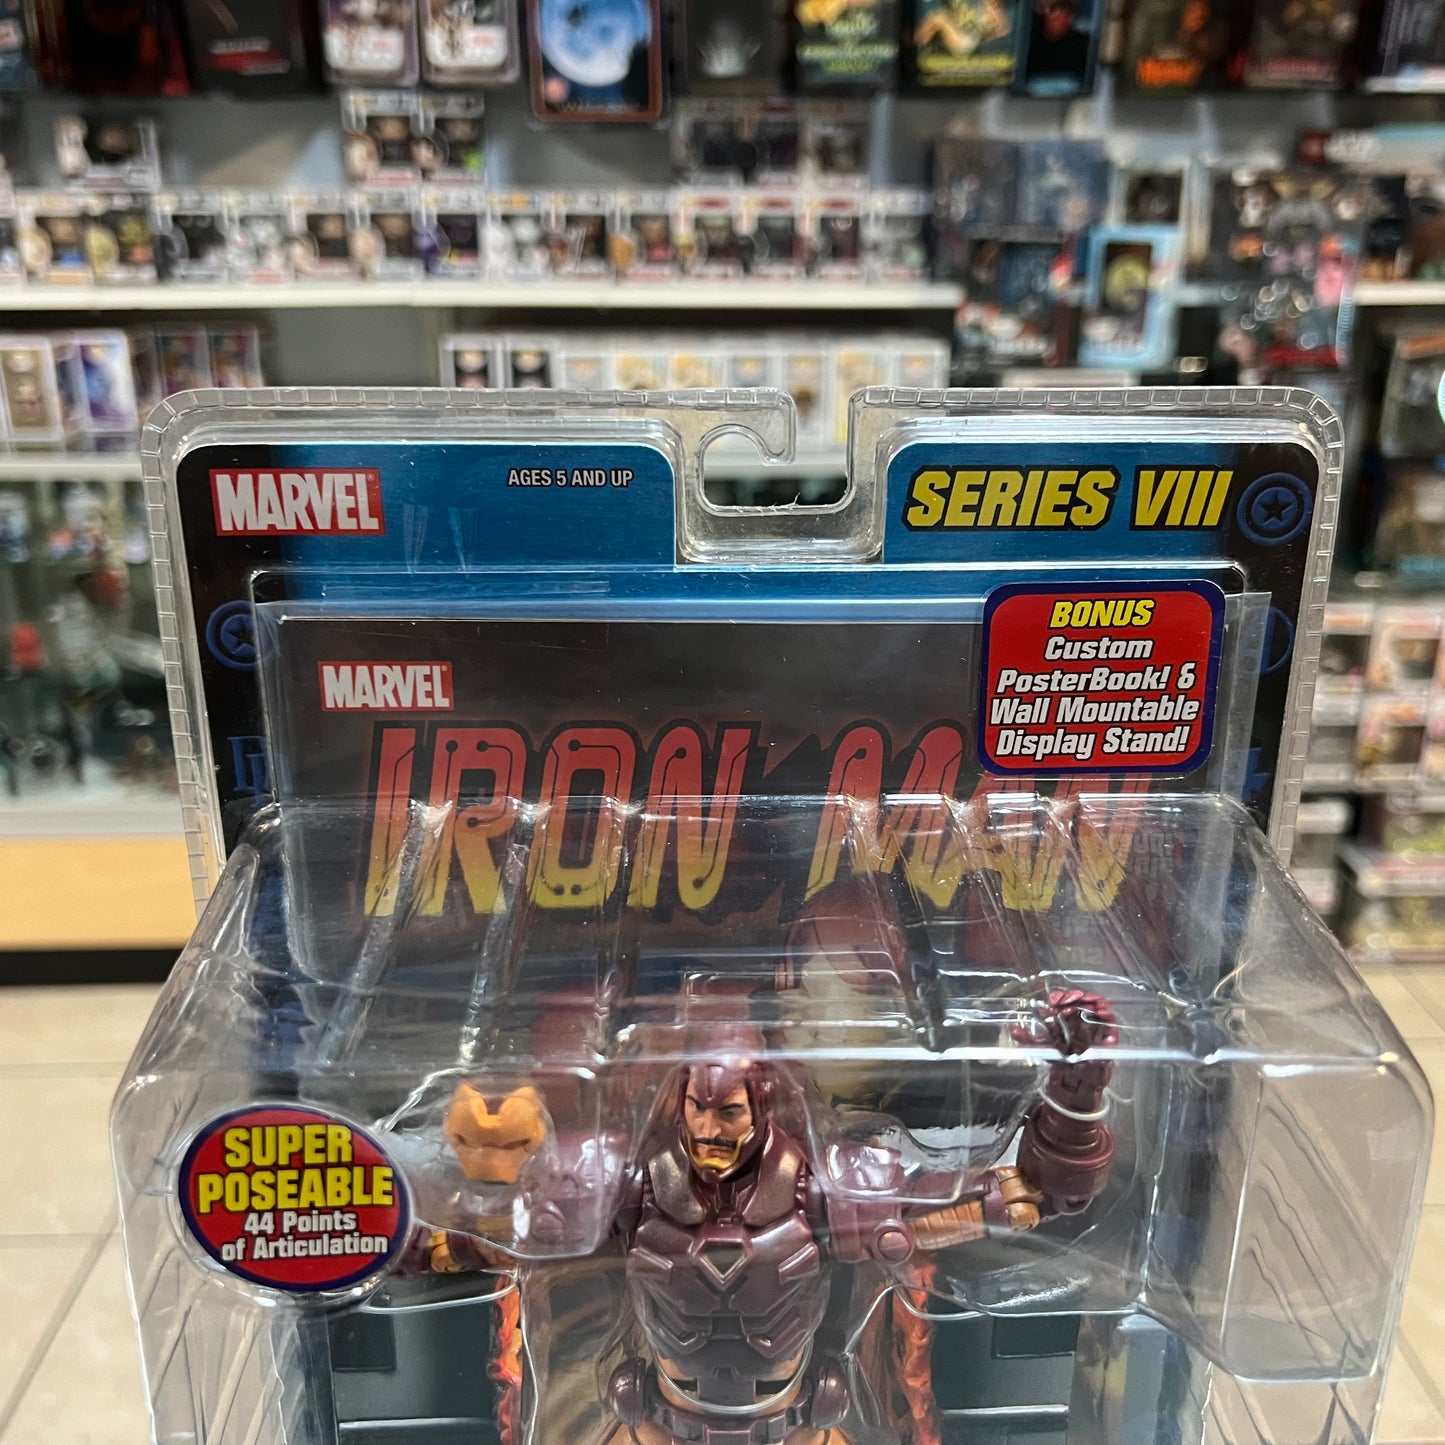 MARVEL
AGES 5 AND UP
SERIES VIII
BONUS
Custom
PosterBook! &
Wall Mountable
Display Stand!
MARVEL
IRON MAN
SUPER
POSEABLE
44 Points
of Articulation